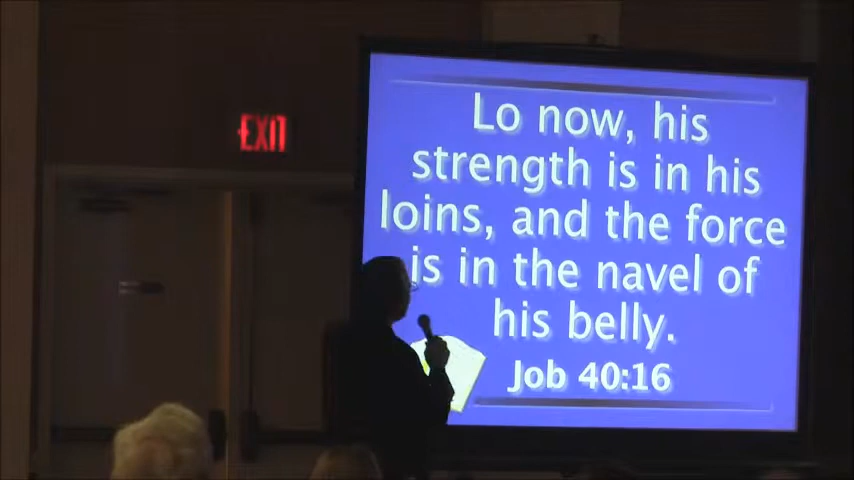 EXIT
Lo now, his
strength is in his
loins, and the force
is in the navel of
his belly.
Job 40:16